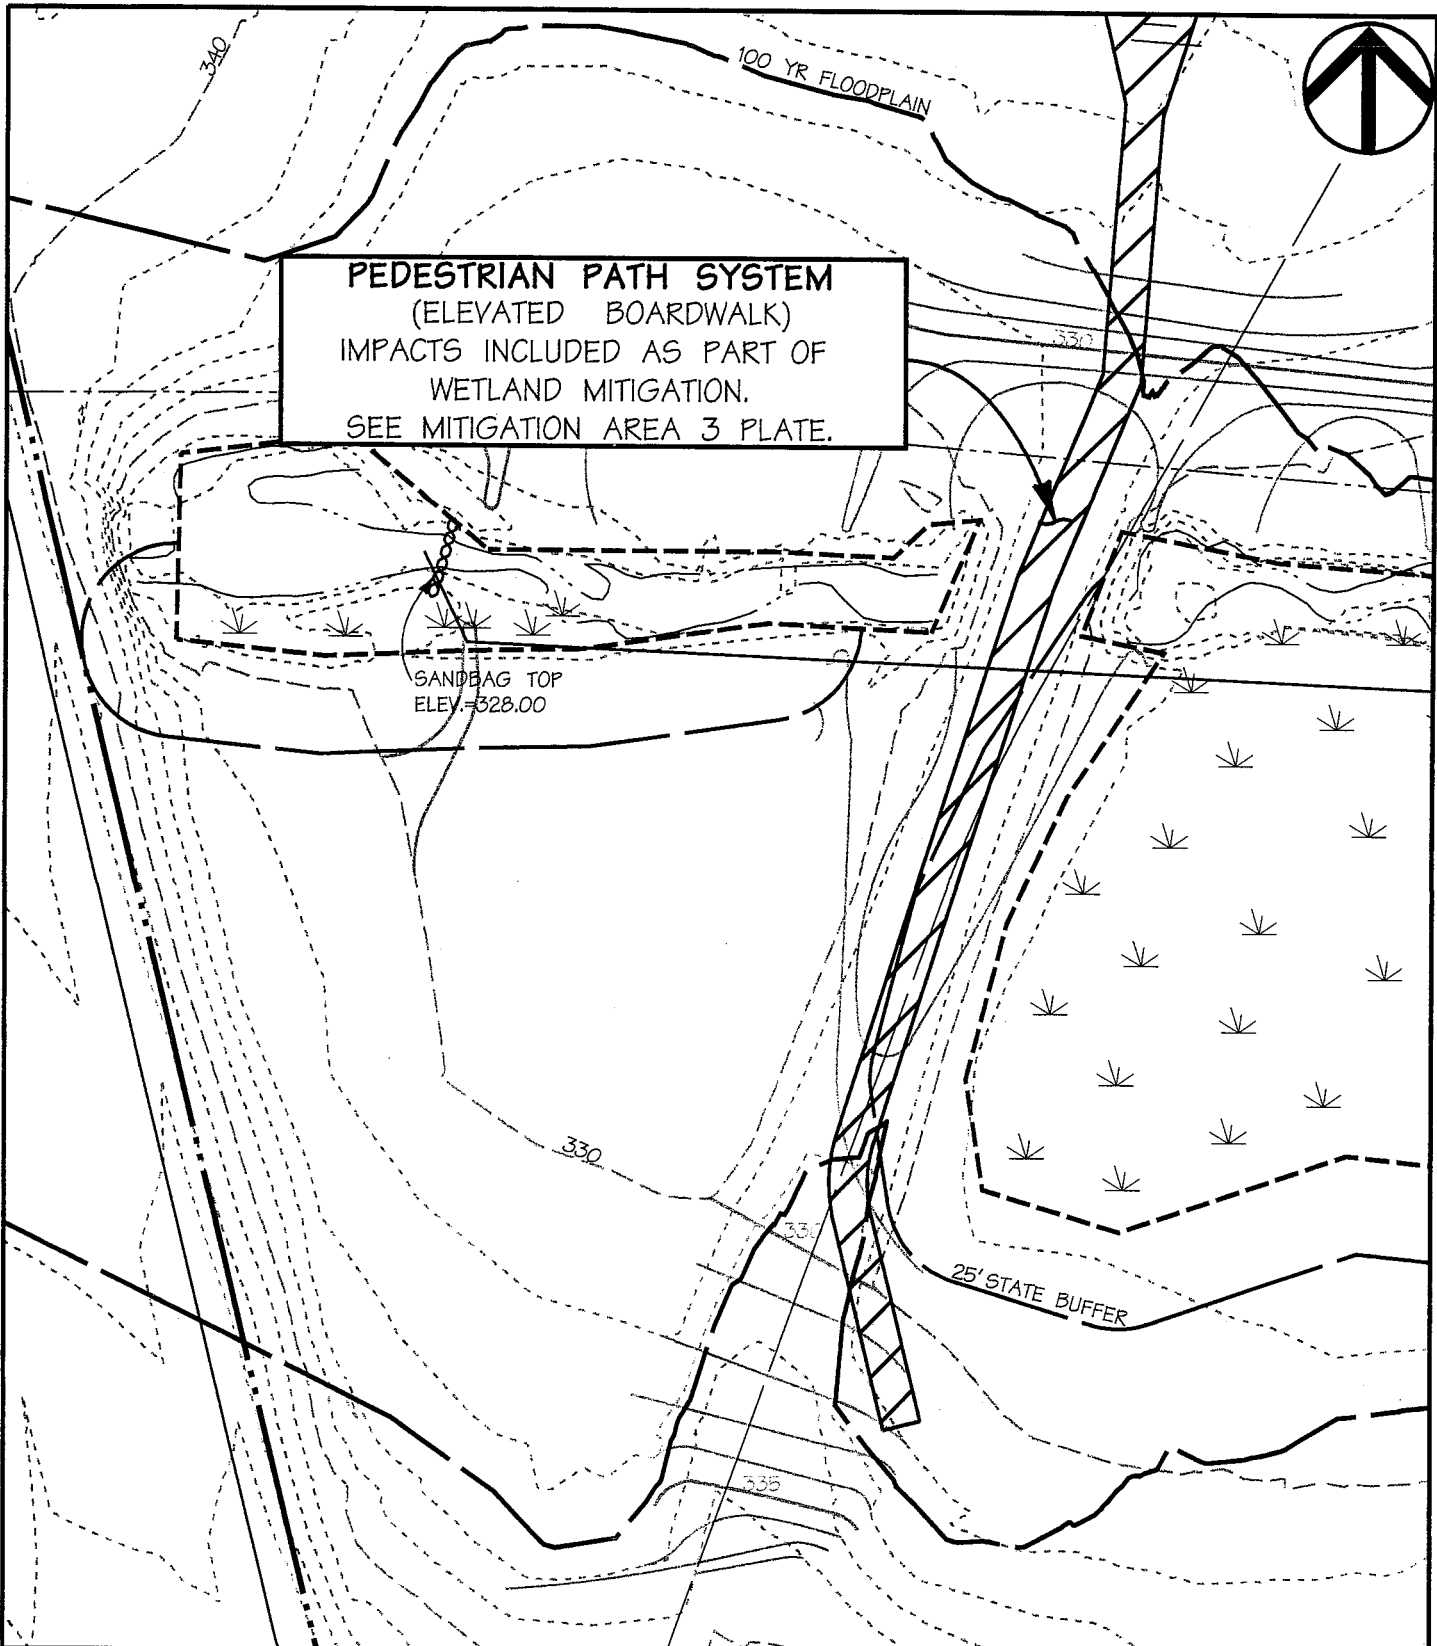 340
100 YR FLOODPLAIN
PEDESTRIAN PATH SYSTEM
(ELEVATED BOARDWALK)
IMPACTS INCLUDED AS PART OF
WETLAND MITIGATION.
SEE MITIGATION AREA 3 PLATE.
330
SANDBAG TOP
ELEV.=328.00
330
330
25' STATE BUFFER
335